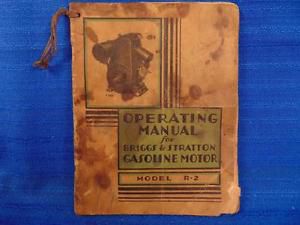 OPERATING
MANUAL
for
BRIGGS & STRATTON
GASOLINE MOTOR
MODEL R-2